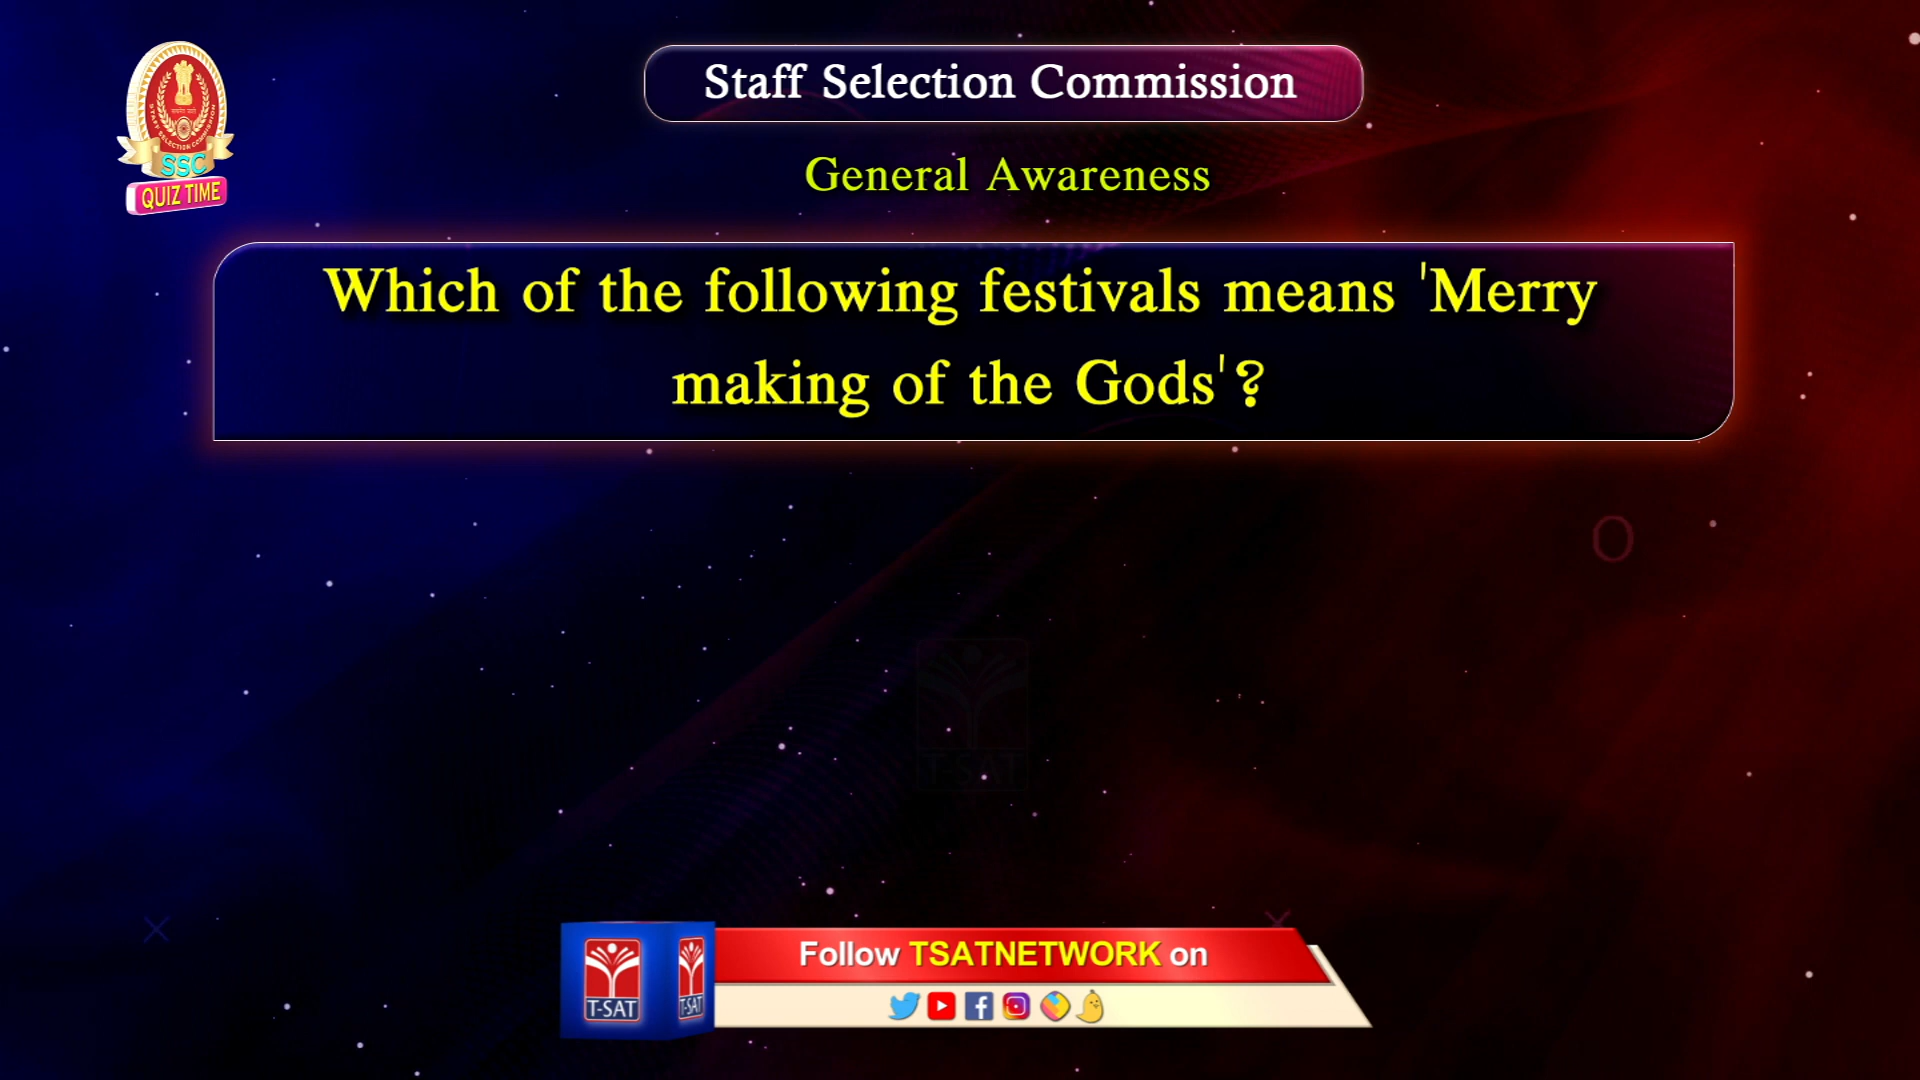 Staff Selection Commission
General Awareness
SSC
QUIZ TIME
Which of the following festivals means 'Merry
making of the Gods'?
T-SAT
Follow TSATNETWORK on
T-SAT
T-SAT